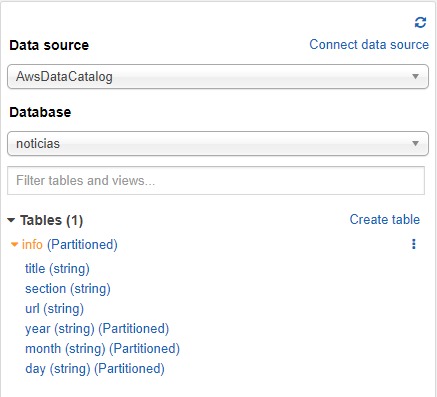 Data source
Connect data source
AwsDataCatalog
Database
noticias
Filter tables and views...
Tables (1)
Create table
info (Partitioned)
title (string)
section (string)
url (string)
year (string) (Partitioned)
month (string) (Partitioned)
day (string) (Partitioned)